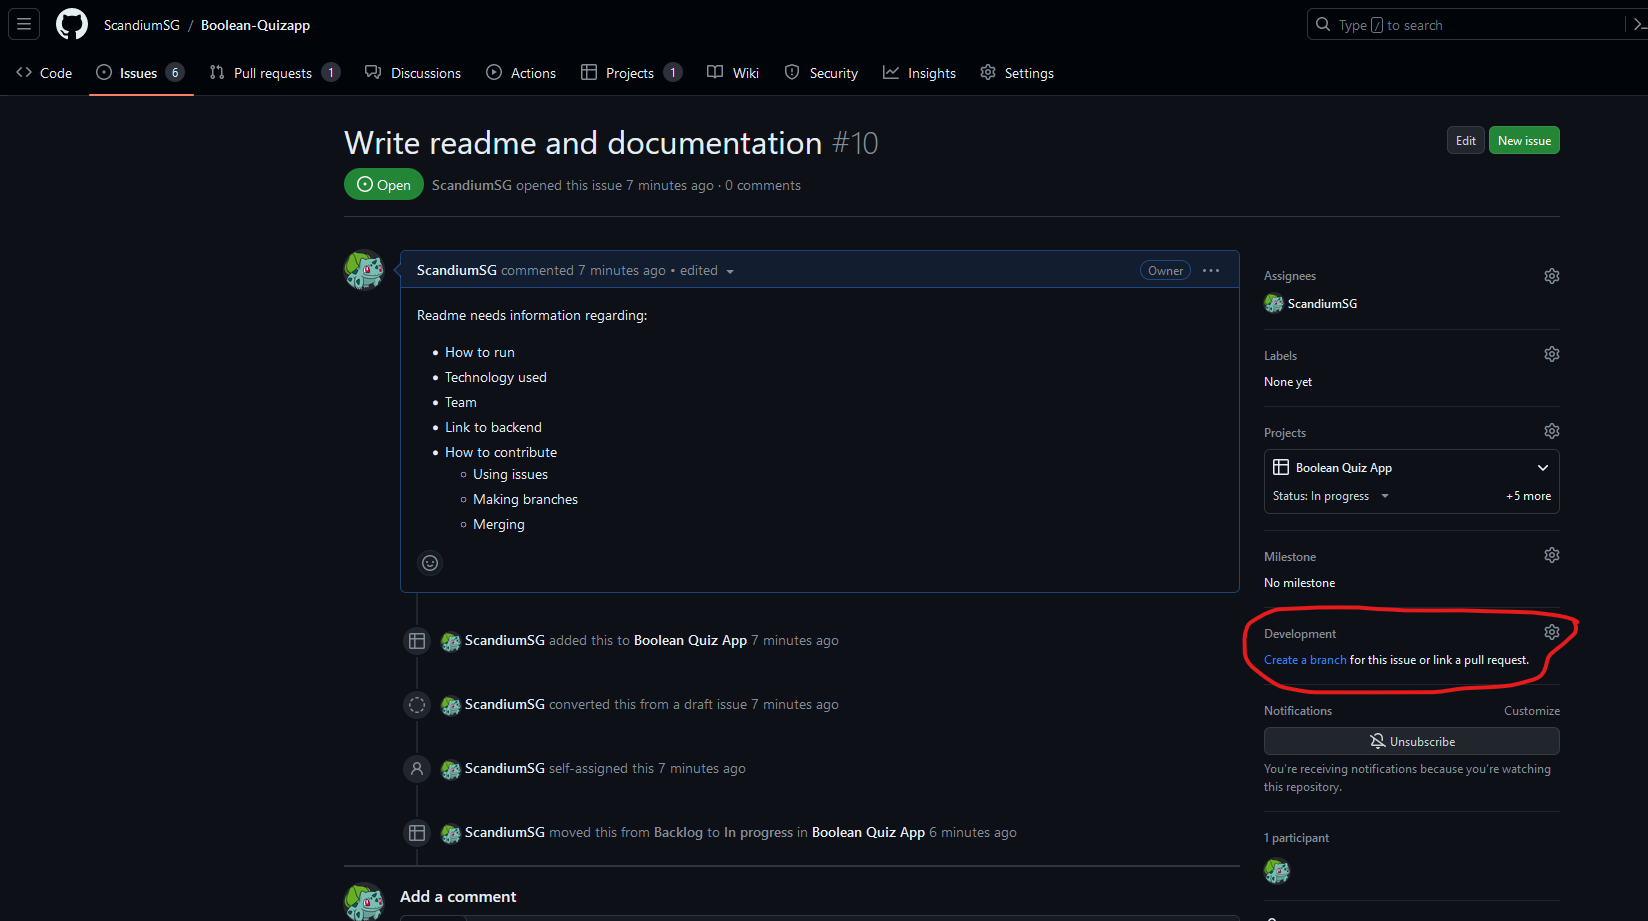 ScandiumSG / Boolean-Quizapp
Type / to search
Code
Issues 6
Pull requests 1
Discussions
Actions
Projects 1
Wiki
Security
Insights
Settings
Write readme and documentation #10
Edit
New issue
Open
ScandiumSG opened this issue 7 minutes ago · 0 comments
ScandiumSG commented 7 minutes ago • edited
Owner
Readme needs information regarding:
• How to run
• Technology used
• Team
• Link to backend
• How to contribute
◦ Using issues
◦ Making branches
◦ Merging
ScandiumSG added this to Boolean Quiz App 7 minutes ago
ScandiumSG converted this from a draft issue 7 minutes ago
ScandiumSG self-assigned this 7 minutes ago
ScandiumSG moved this from Backlog to In progress in Boolean Quiz App 6 minutes ago
Add a comment
Assignees
ScandiumSG
Labels
None yet
Projects
Boolean Quiz App
Status: In progress
+5 more
Milestone
No milestone
Development
Create a branch for this issue or link a pull request.
Notifications
Customize
Unsubscribe
You're receiving notifications because you're watching
this repository.
1 participant